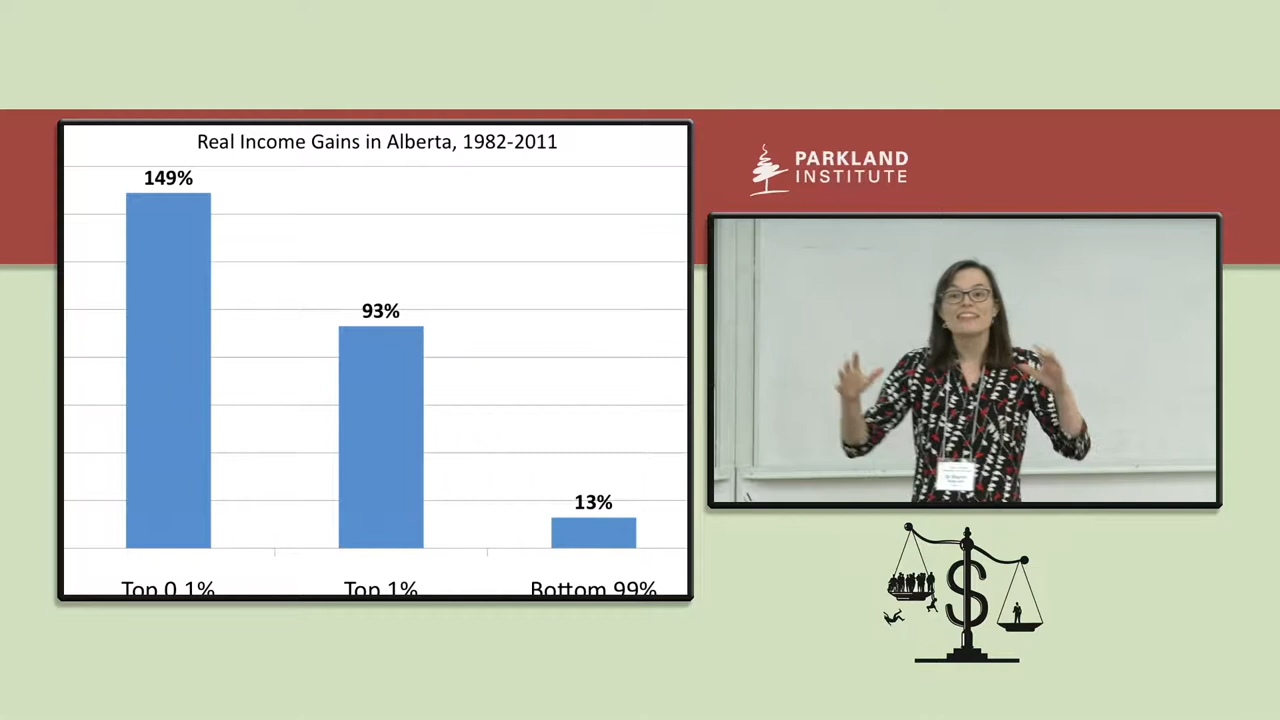 Real Income Gains in Alberta, 1982-2011
149%
93%
13%
Top 0.1%
Top 1%
Bottom 99%
PARKLAND
INSTITUTE
$